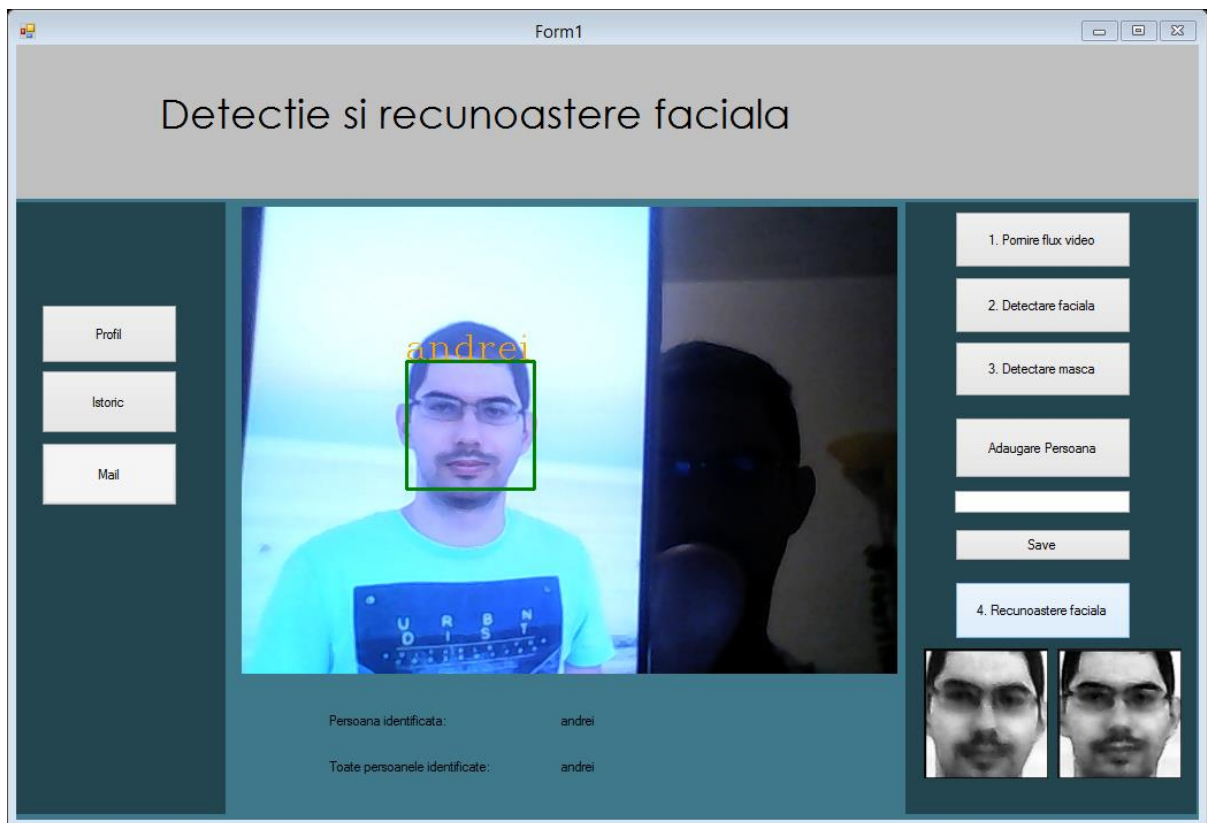 Form1
Detectie si recunoastere faciala
Profil
Istoric
Mail
andrei
U R B N
D I S T
1. Pornire flux video
2. Detectare faciala
3. Detectare masca
Adaugare Persoana
Save
4. Recunoastere faciala
Persoana identificata: andrei
Toate persoanele identificate: andrei